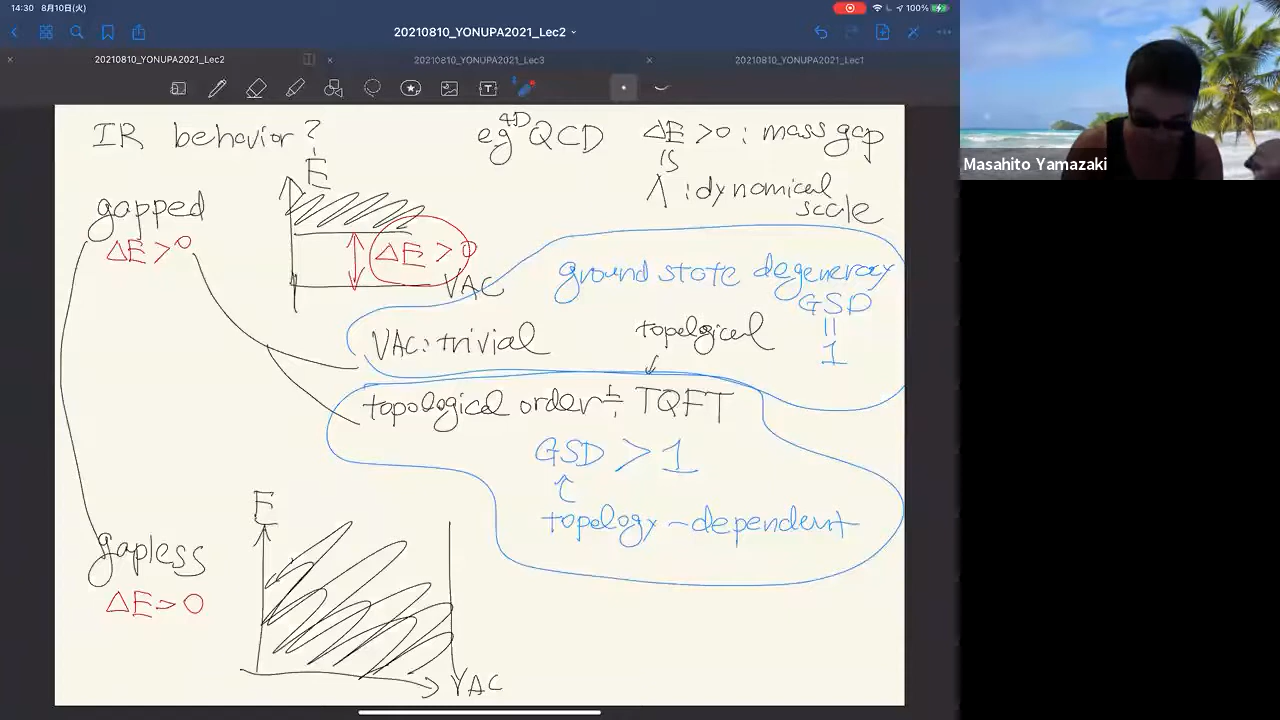 14:30 8月10日(火)
100%
20210810_YONUPA2021_Lec2
20210810_YONUPA2021_Lec2
20210810_YONUPA2021_Lec3
20210810_YONUPA2021_Lec1
Masahito Yamazaki
IR behavior?
eg 4D QCD
ΔE >0 : mass gap
Λ : dynamical
scale
E
gapped
ΔE >0
ΔE >0
VAC
ground state degeneracy
GSD
=
1
VAC: trivial
topological
topological order ≒ TQFT
GSD > 1
topology-dependent
E
gapless
ΔE=0
VAC